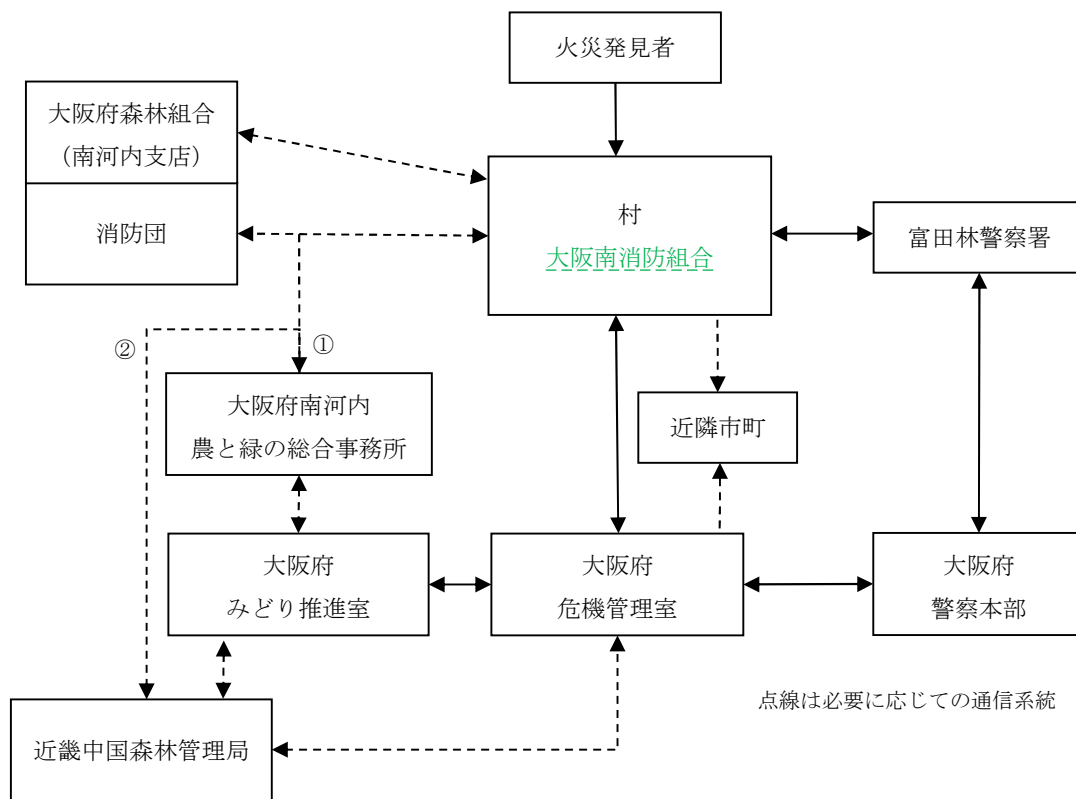 火災発見者
大阪府森林組合
（南河内支店）
消防団
村
大阪南消防組合
富田林警察署
②
①
大阪府南河内
農と緑の総合事務所
近隣市町
大阪府
みどり推進室
大阪府
危機管理室
大阪府
警察本部
点線は必要に応じての通信系統
近畿中国森林管理局